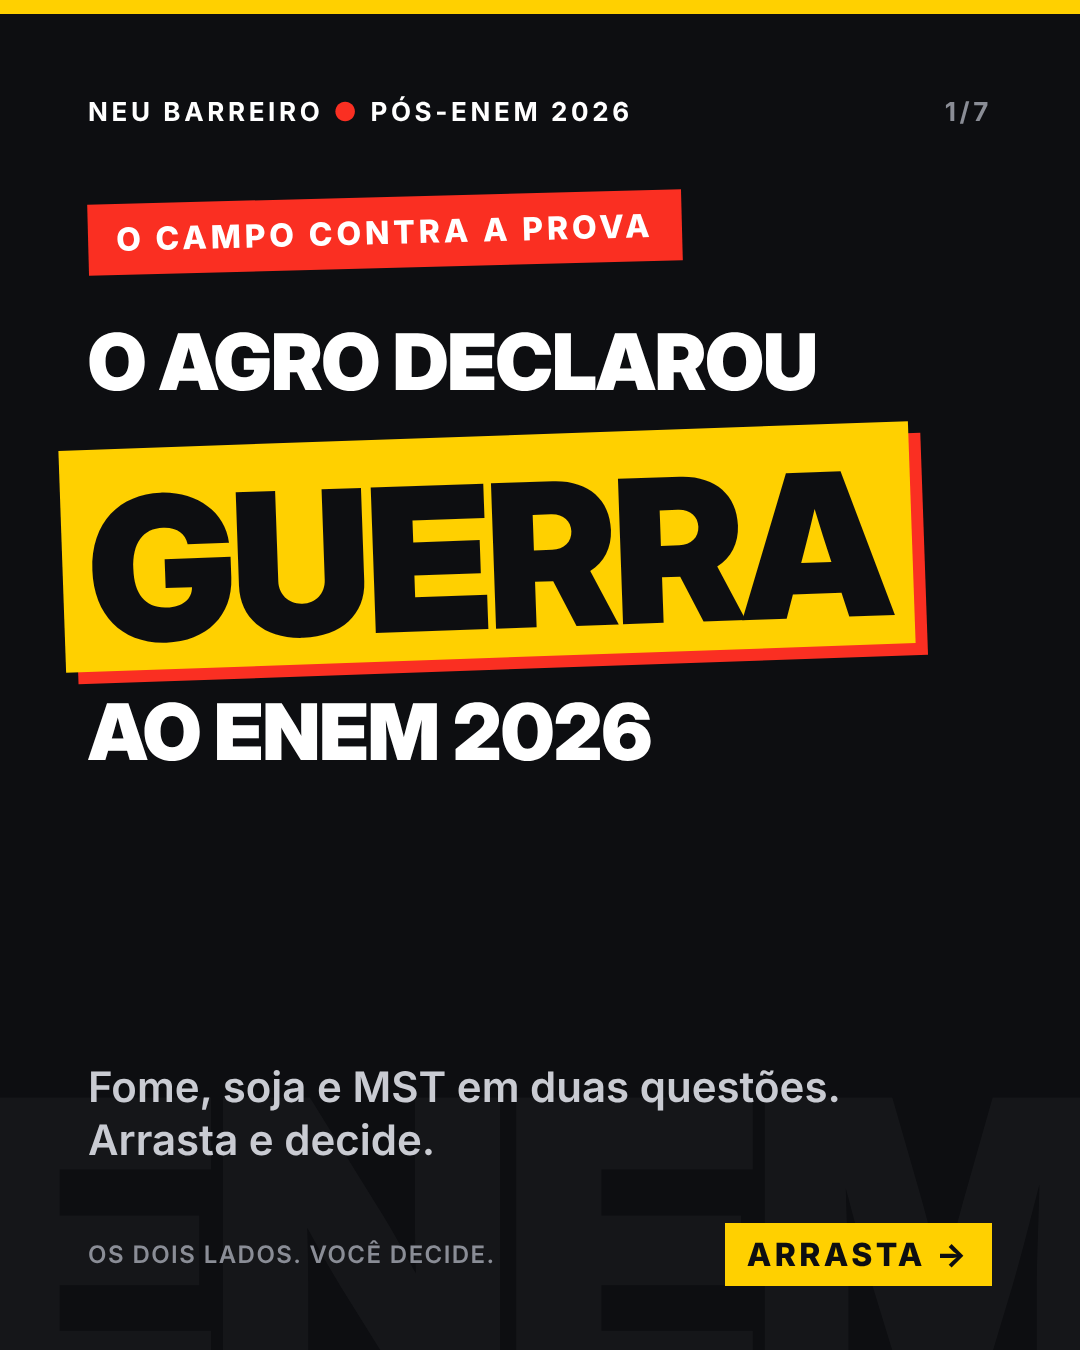 NEU BARREIRO ● PÓS-ENEM 2026
1/7
O CAMPO CONTRA A PROVA
O AGRO DECLAROU
GUERRA
AO ENEM 2026
Fome, soja e MST em duas questões.
Arrasta e decide.
OS DOIS LADOS. VOCÊ DECIDE.
ARRASTA →
ENEM